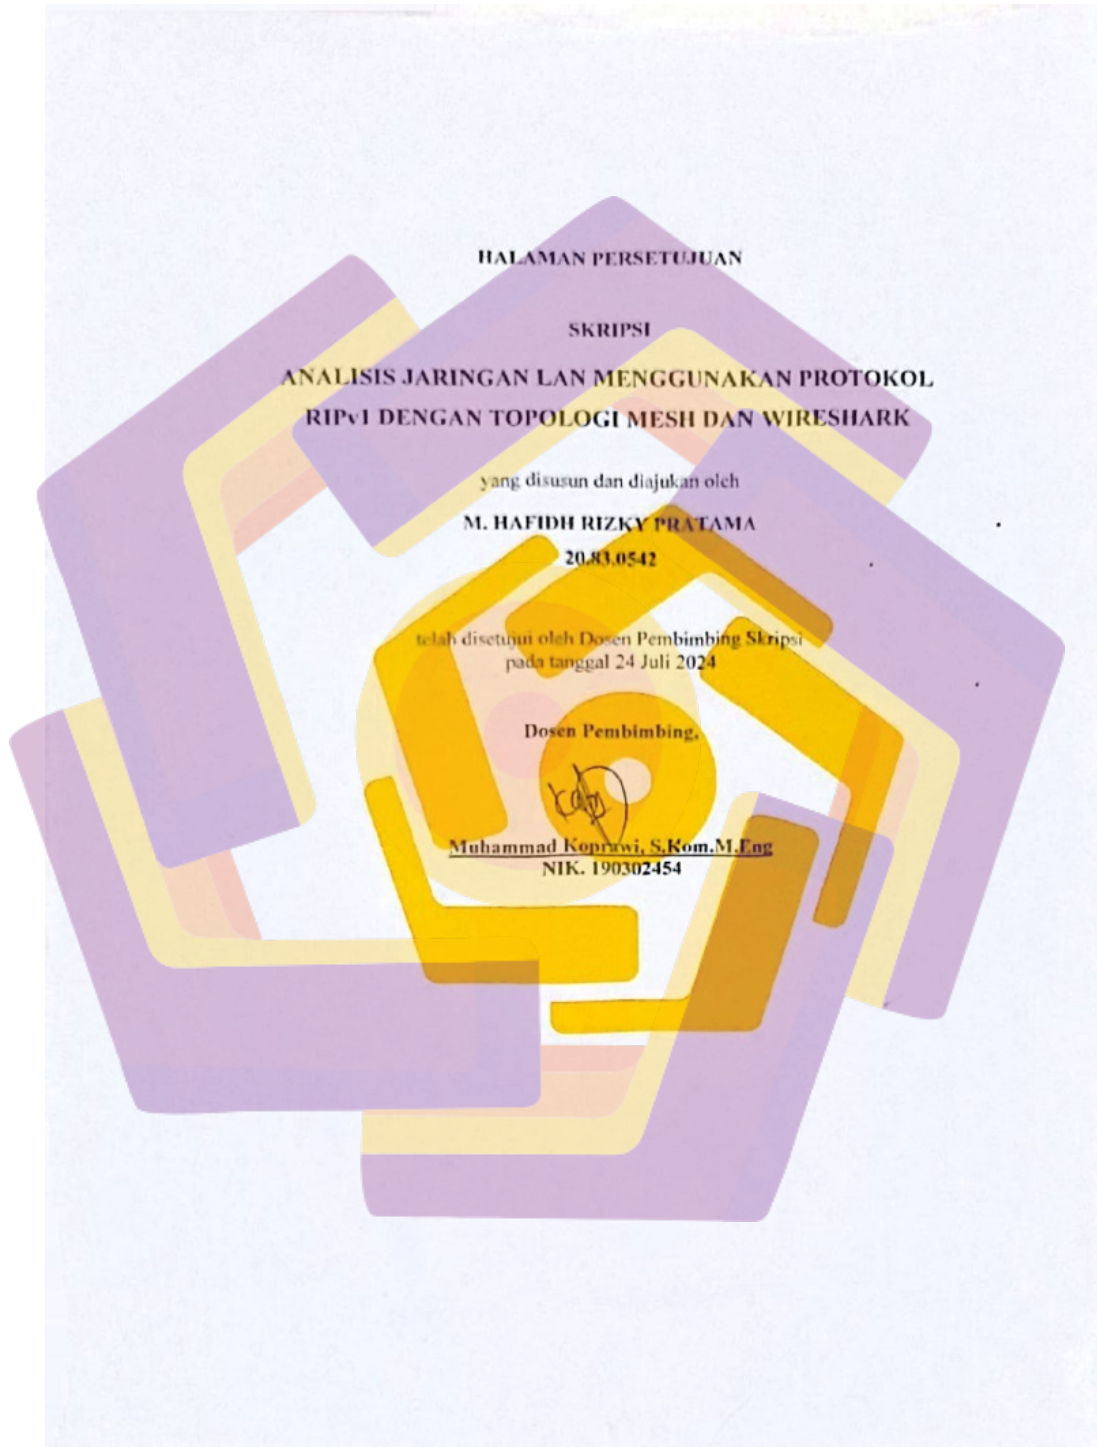 HALAMAN PERSETUJUAN
SKRIPSI
ANALISIS JARINGAN LAN MENGGUNAKAN PROTOKOL
RIPv1 DENGAN TOPOLOGI MESH DAN WIRESHARK
yang disusun dan diajukan oleh
M. HAFIDH RIZKY PRATAMA
20.83.0542
telah disetujui oleh Dosen Pembimbing Skripsi
pada tanggal 24 Juli 2024
Dosen Pembimbing,
Muhammad Koprawi, S.Kom.M.Eng
NIK. 190302454